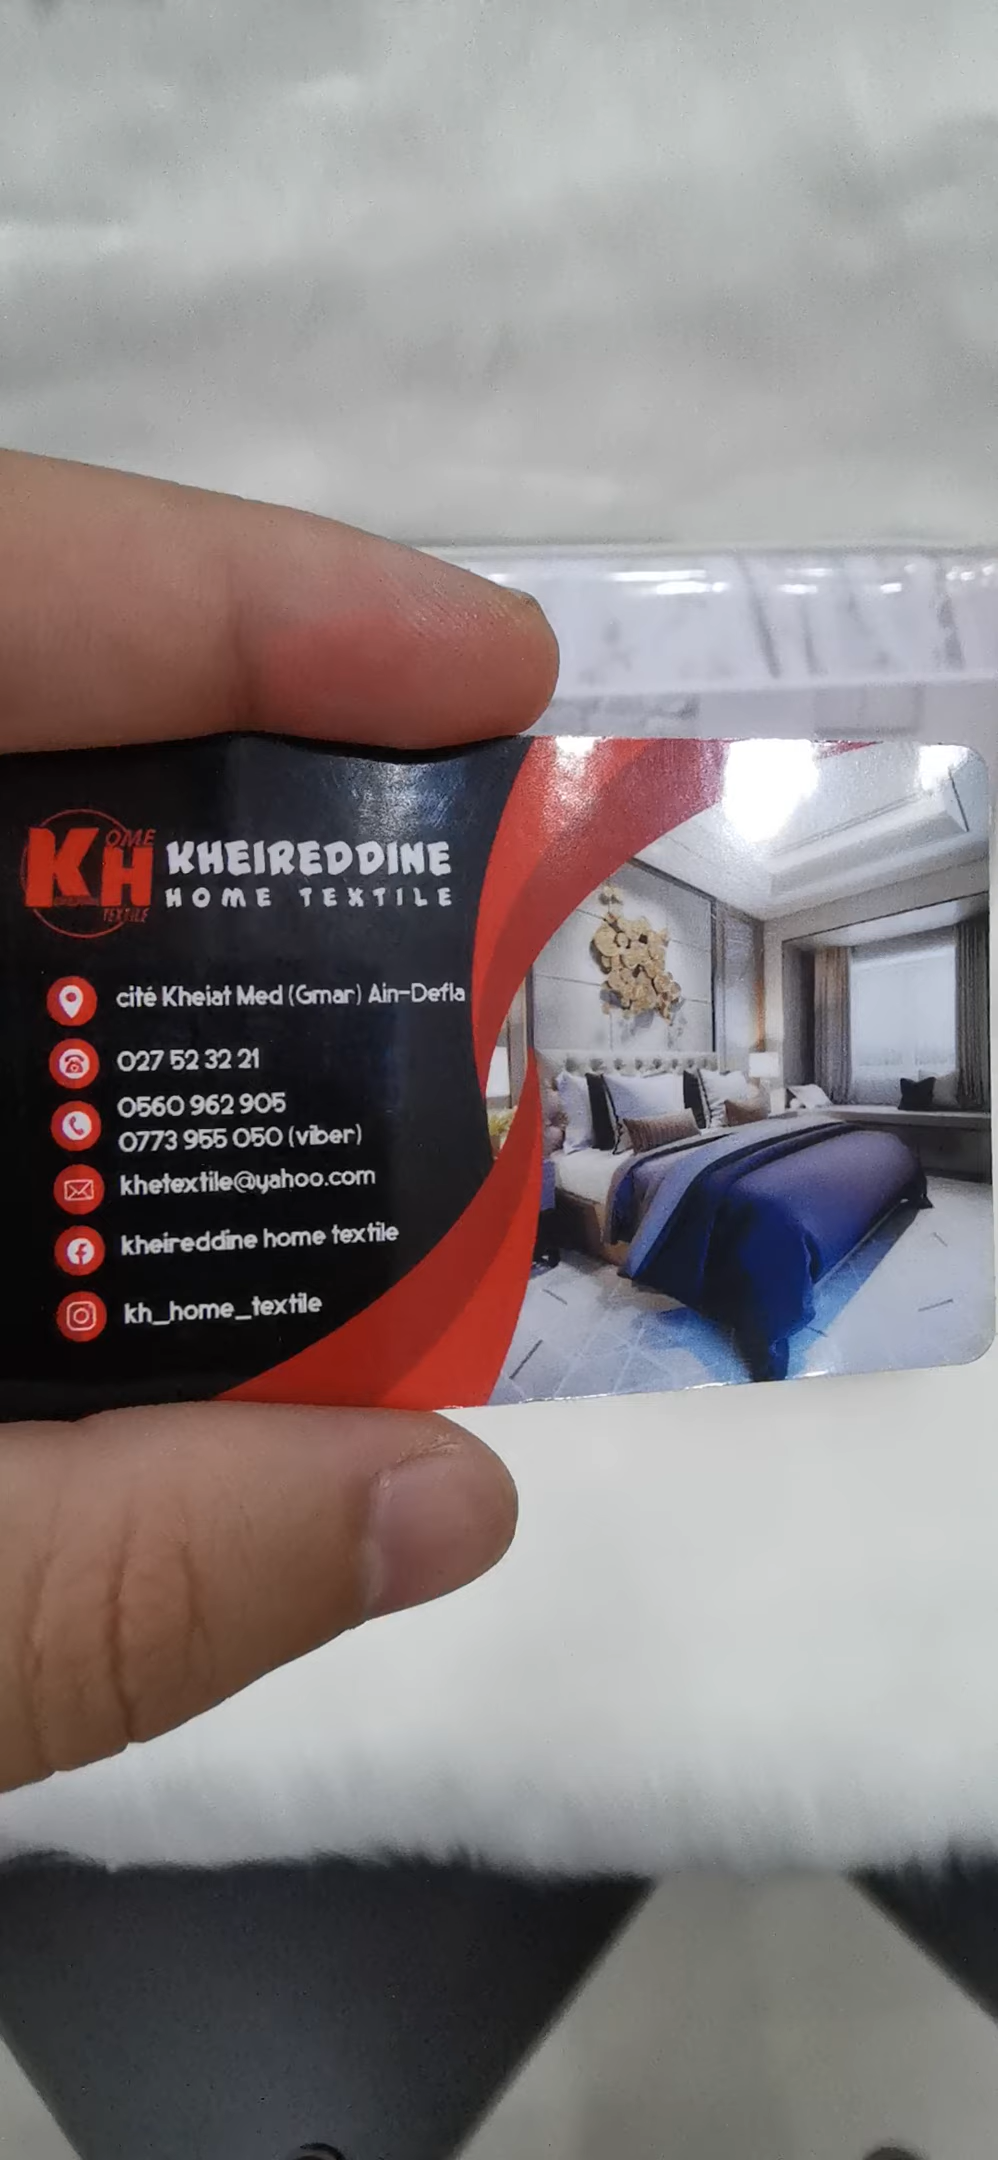 KH
OME
TEXTILE
KHEIREDDINE
HOME TEXTILE
cité Kheiat Med (Gmar) Ain-Defla
027 52 32 21
0560 962 905
0773 955 050 (viber)
khetextile@yahoo.com
kheireddine home textile
kh_home_textile